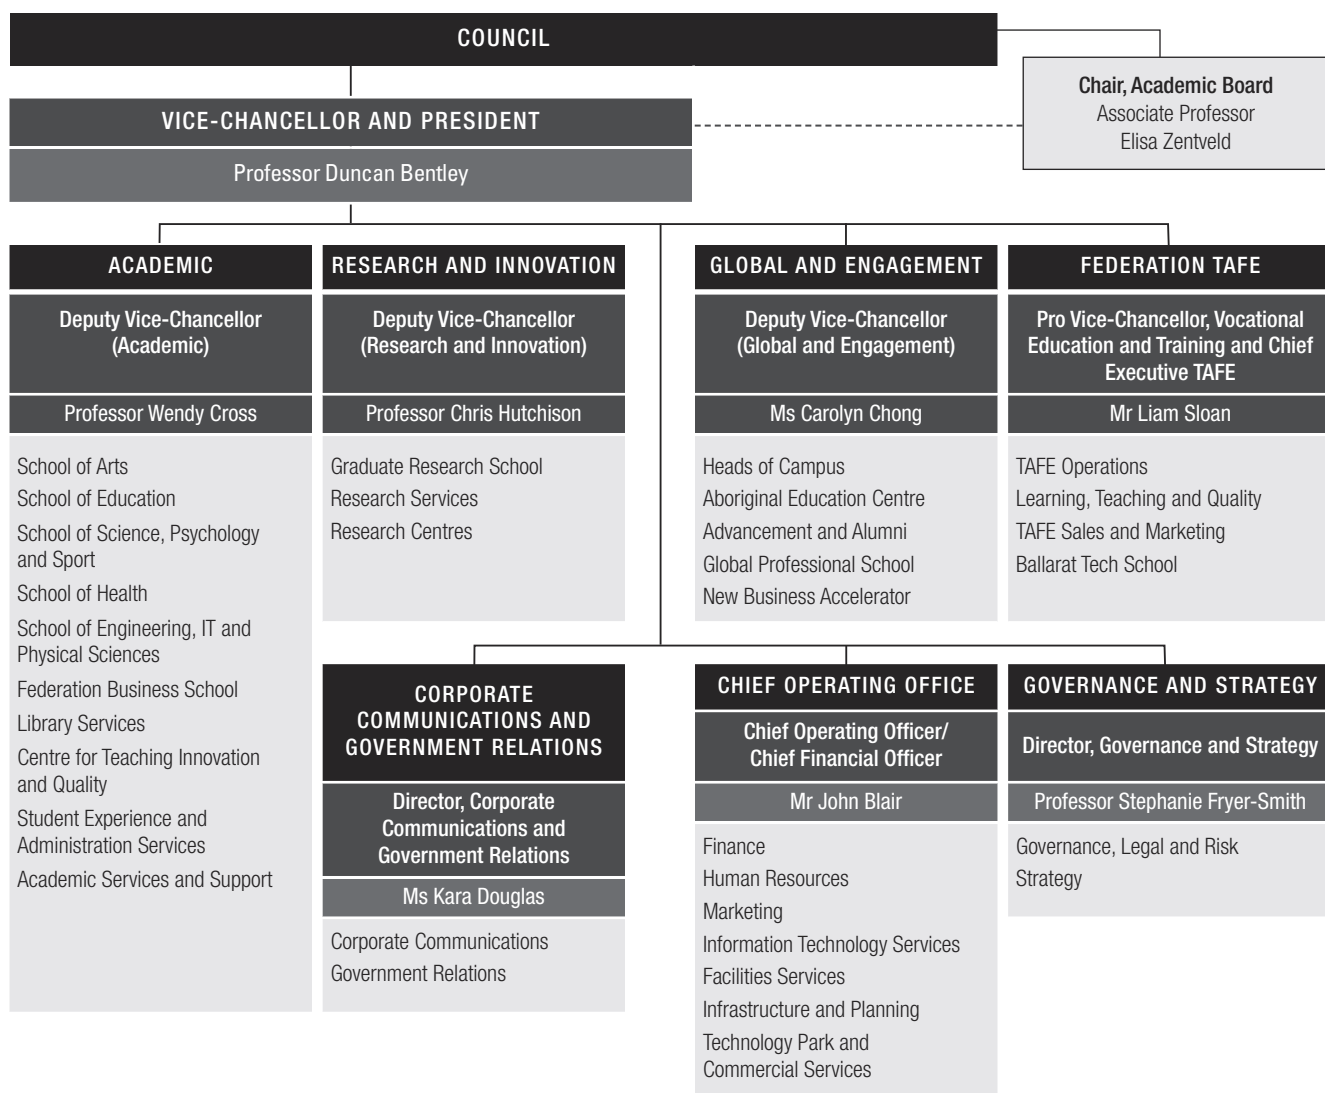 COUNCIL
Chair, Academic Board
Associate Professor
Elisa Zentveld
VICE-CHANCELLOR AND PRESIDENT
Professor Duncan Bentley
ACADEMIC
Deputy Vice-Chancellor
(Academic)
Professor Wendy Cross
School of Arts
School of Education
School of Science, Psychology
and Sport
School of Health
School of Engineering, IT and
Physical Sciences
Federation Business School
Library Services
Centre for Teaching Innovation
and Quality
Student Experience and
Administration Services
Academic Services and Support
RESEARCH AND INNOVATION
Deputy Vice-Chancellor
(Research and Innovation)
Professor Chris Hutchison
Graduate Research School
Research Services
Research Centres
GLOBAL AND ENGAGEMENT
Deputy Vice-Chancellor
(Global and Engagement)
Ms Carolyn Chong
Heads of Campus
Aboriginal Education Centre
Advancement and Alumni
Global Professional School
New Business Accelerator
FEDERATION TAFE
Pro Vice-Chancellor, Vocational
Education and Training and Chief
Executive TAFE
Mr Liam Sloan
TAFE Operations
Learning, Teaching and Quality
TAFE Sales and Marketing
Ballarat Tech School
CORPORATE
COMMUNICATIONS AND
GOVERNMENT RELATIONS
Director, Corporate
Communications and
Government Relations
Ms Kara Douglas
Corporate Communications
Government Relations
CHIEF OPERATING OFFICE
Chief Operating Officer/
Chief Financial Officer
Mr John Blair
Finance
Human Resources
Marketing
Information Technology Services
Facilities Services
Infrastructure and Planning
Technology Park and
Commercial Services
GOVERNANCE AND STRATEGY
Director, Governance and Strategy
Professor Stephanie Fryer-Smith
Governance, Legal and Risk
Strategy